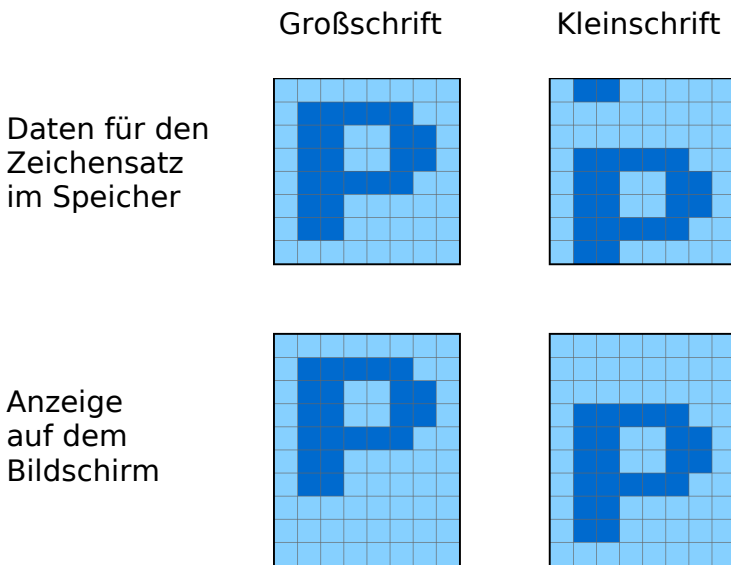 Großschrift
Kleinschrift
Daten für den
Zeichensatz
im Speicher
Anzeige
auf dem
Bildschirm